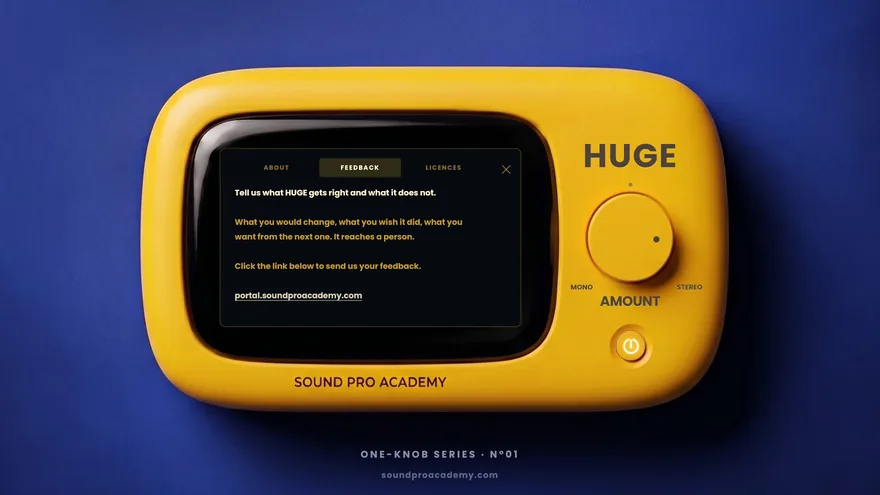 ABOUT
FEEDBACK
LICENCES
Tell us what HUGE gets right and what it does not.
What you would change, what you wish it did, what you
want from the next one. It reaches a person.
Click the link below to send us your feedback.
portal.soundproacademy.com
HUGE
MONO
STEREO
AMOUNT
SOUND PRO ACADEMY
ONE-KNOB SERIES · Nº01
soundproacademy.com